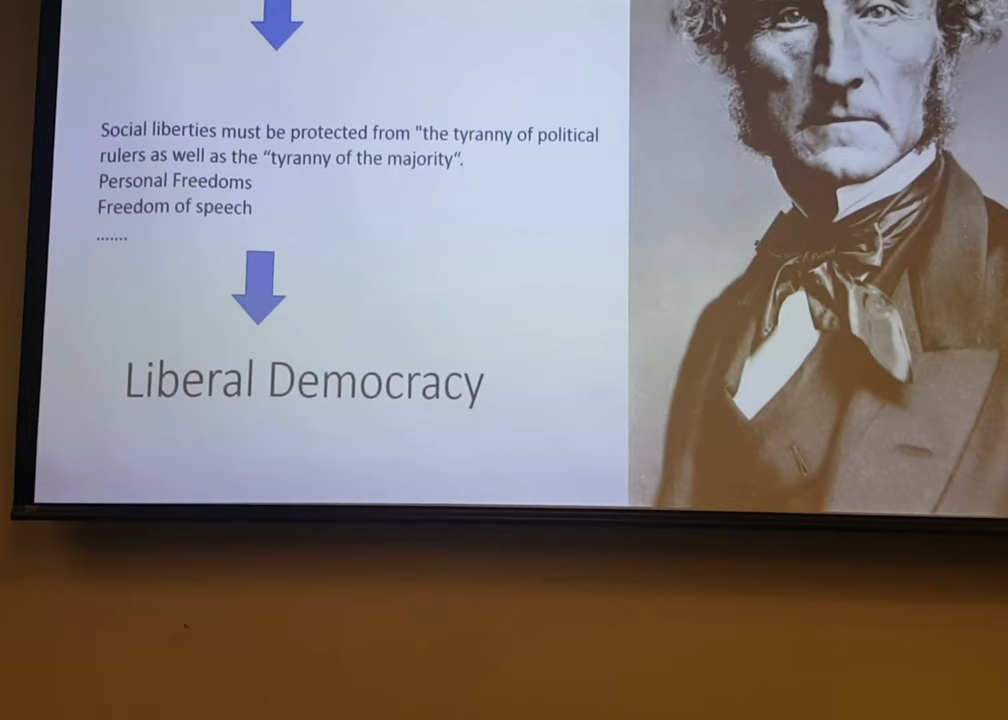 Social liberties must be protected from "the tyranny of political
rulers as well as the “tyranny of the majority“.
Personal Freedoms
Freedom of speech
.......
Liberal Democracy